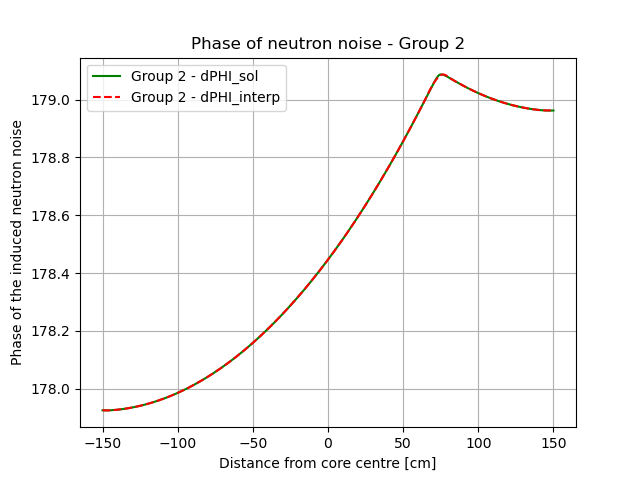 Phase of neutron noise - Group 2
Group 2 - dPHI_sol
Group 2 - dPHI_interp
Phase of the induced neutron noise
179.0
178.8
178.6
178.4
178.2
178.0
−150
−100
−50
0
50
100
150
Distance from core centre [cm]